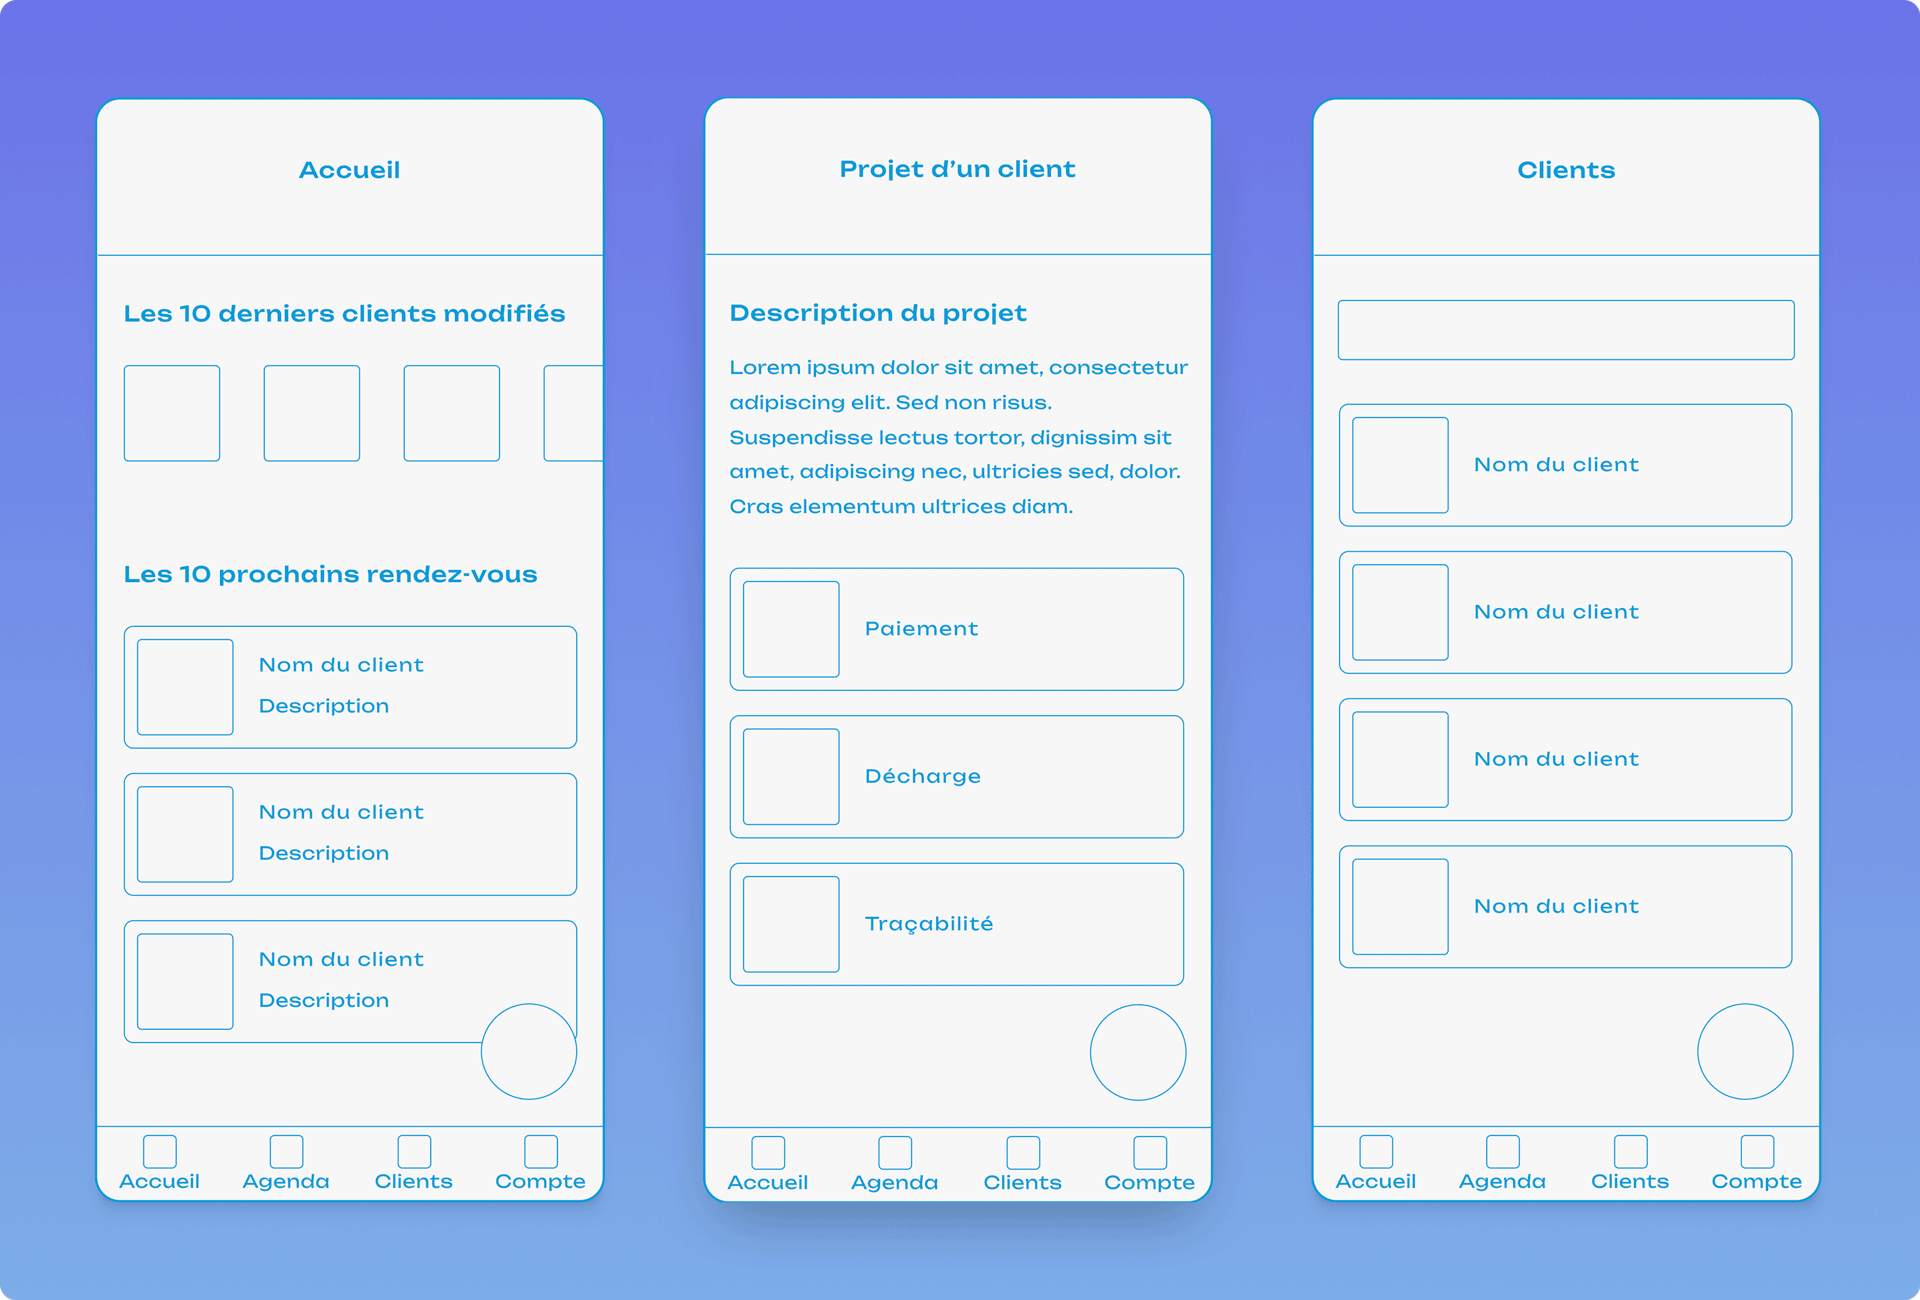 Accueil
Les 10 derniers clients modifiés
Les 10 prochains rendez-vous
Nom du client
Description
Nom du client
Description
Nom du client
Description
Accueil
Agenda
Clients
Compte
Projet d’un client
Description du projet
Lorem ipsum dolor sit amet, consectetur
adipiscing elit. Sed non risus.
Suspendisse lectus tortor, dignissim sit
amet, adipiscing nec, ultricies sed, dolor.
Cras elementum ultrices diam.
Paiement
Décharge
Traçabilité
Accueil
Agenda
Clients
Compte
Clients
Nom du client
Nom du client
Nom du client
Nom du client
Accueil
Agenda
Clients
Compte